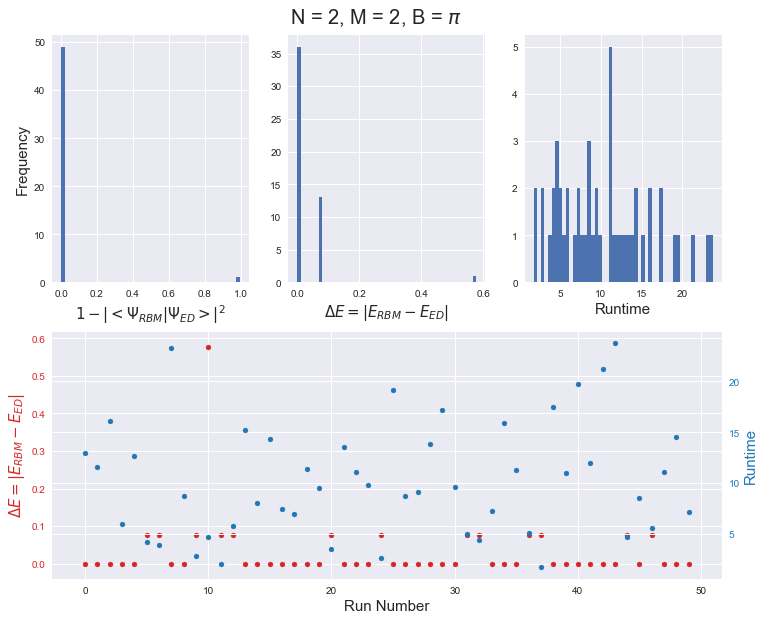 N = 2, M = 2, B = π
Frequency
50
40
30
20
10
0
0.0 0.2 0.4 0.6 0.8 1.0
1−|<Ψ_RBM|Ψ_ED>|²
35
30
25
20
15
10
5
0
0.0 0.2 0.4 0.6
ΔE = |E_RBM − E_ED|
5
4
3
2
1
0
5 10 15 20
Runtime
ΔE = |E_RBM − E_ED|
0.6
0.5
0.4
0.3
0.2
0.1
0.0
0 10 20 30 40 50
Run Number
20
15
10
5
Runtime